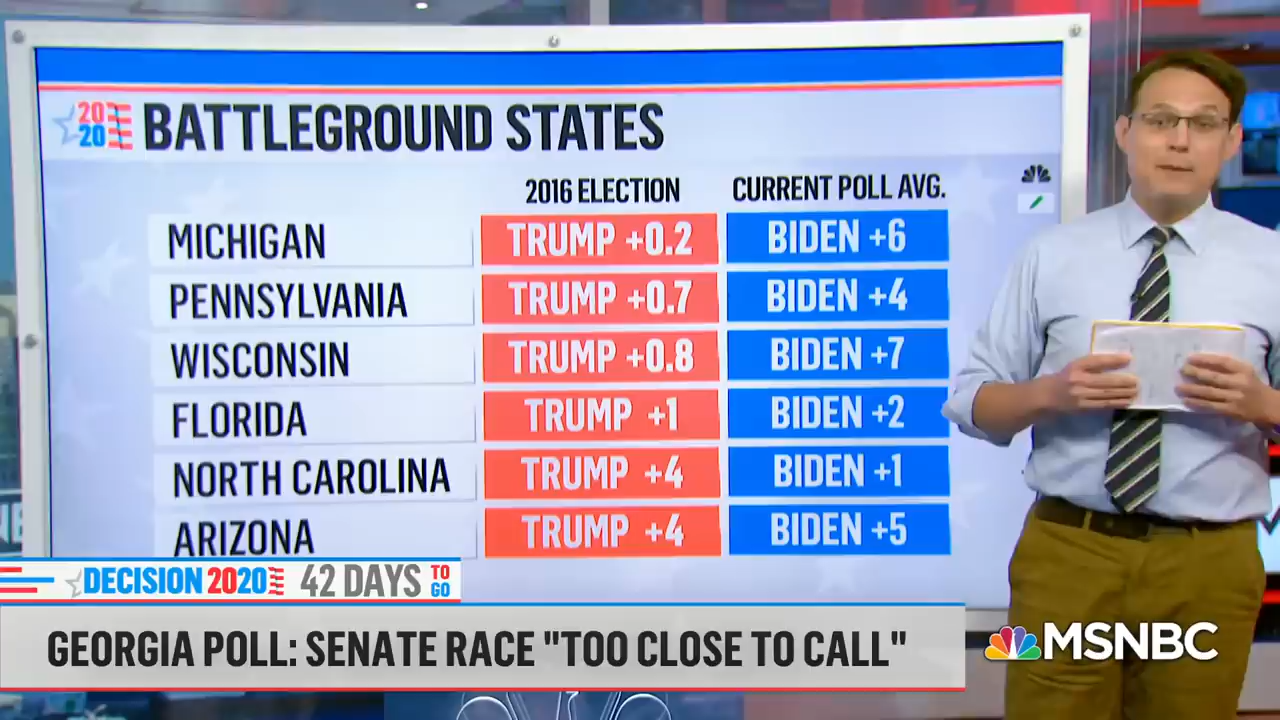 2020 BATTLEGROUND STATES
2016 ELECTION CURRENT POLL AVG.
MICHIGAN TRUMP +0.2 BIDEN +6
PENNSYLVANIA TRUMP +0.7 BIDEN +4
WISCONSIN TRUMP +0.8 BIDEN +7
FLORIDA TRUMP +1 BIDEN +2
NORTH CAROLINA TRUMP +4 BIDEN +1
ARIZONA TRUMP +4 BIDEN +5
DECISION 2020 42 DAYS TO GO
GEORGIA POLL: SENATE RACE "TOO CLOSE TO CALL"
MSNBC